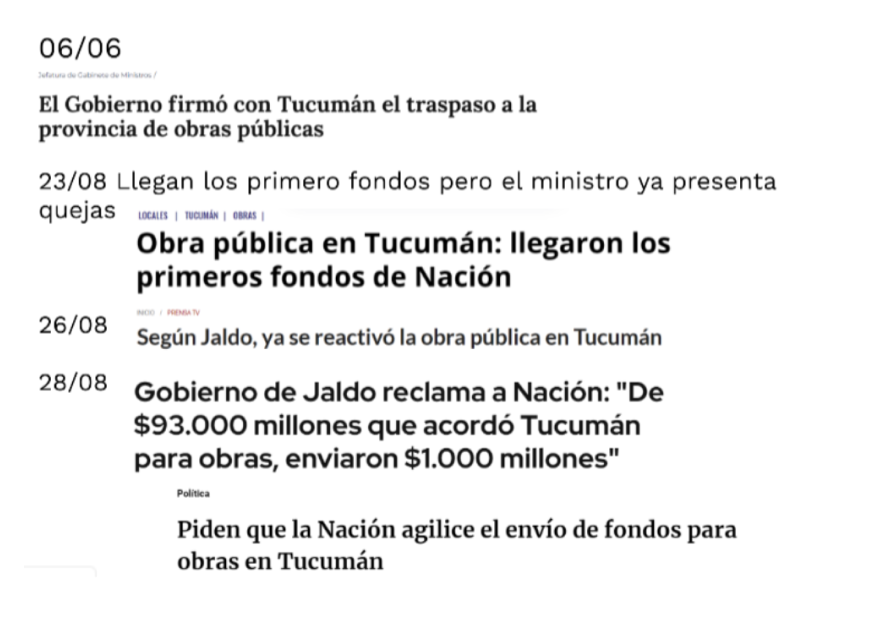 06/06
Jefatura de Gabinete de Ministros /
El Gobierno firmó con Tucumán el traspaso a la
provincia de obras públicas
23/08 Llegan los primero fondos pero el ministro ya presenta
quejas
LOCALES | TUCUMÁN | OBRAS |
Obra pública en Tucumán: llegaron los
primeros fondos de Nación
INICIO / PRENSA TV
26/08
Según Jaldo, ya se reactivó la obra pública en Tucumán
28/08
Gobierno de Jaldo reclama a Nación: "De
$93.000 millones que acordó Tucumán
para obras, enviaron $1.000 millones"
Política
Piden que la Nación agilice el envío de fondos para
obras en Tucumán